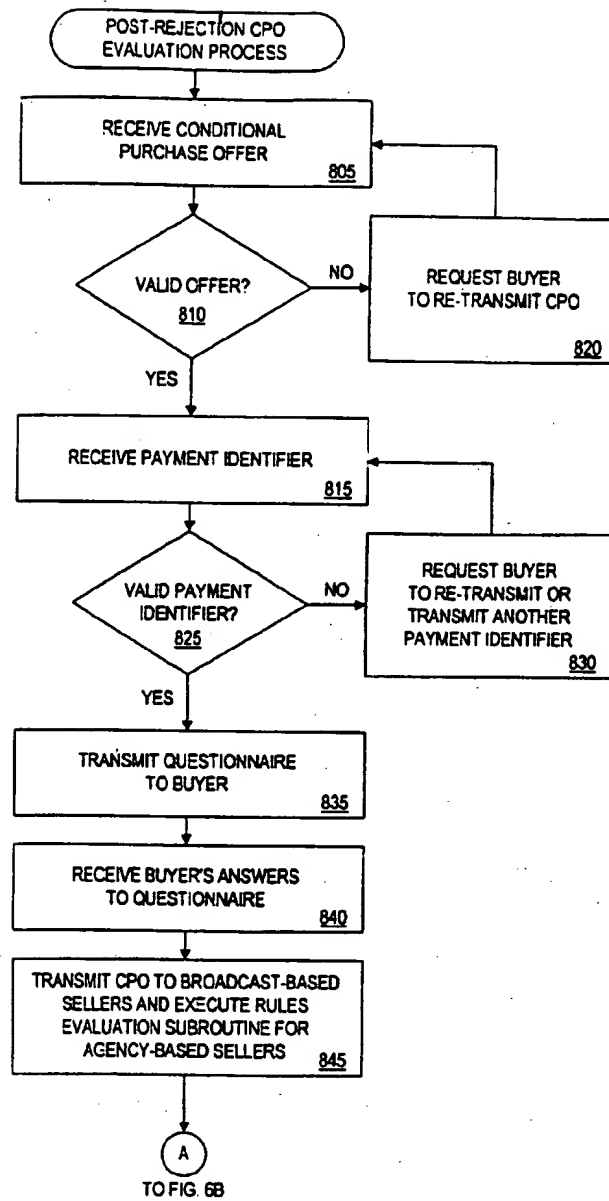 POST-REJECTION CPO
EVALUATION PROCESS
RECEIVE CONDITIONAL
PURCHASE OFFER
805
VALID OFFER?
810
NO
REQUEST BUYER
TO RE-TRANSMIT CPO
820
YES
RECEIVE PAYMENT IDENTIFIER
815
VALID PAYMENT
IDENTIFIER?
825
NO
REQUEST BUYER
TO RE-TRANSMIT OR
TRANSMIT ANOTHER
PAYMENT IDENTIFIER
830
YES
TRANSMIT QUESTIONNAIRE
TO BUYER
835
RECEIVE BUYER'S ANSWERS
TO QUESTIONNAIRE
840
TRANSMIT CPO TO BROADCAST-BASED
SELLERS AND EXECUTE RULES
EVALUATION SUBROUTINE FOR
AGENCY-BASED SELLERS
845
A
TO FIG. 6B